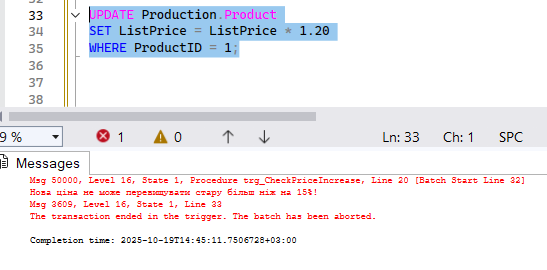 33
UPDATE Production.Product
34
SET ListPrice = ListPrice * 1.20
35
WHERE ProductID = 1;
36
37
38
9 %
1
0
Ln: 33
Ch: 1
SPC
Messages
Msg 50000, Level 16, State 1, Procedure trg_CheckPriceIncrease, Line 20 [Batch Start Line 32]
Нова ціна не може перевищувати стару більш ніж на 15%!
Msg 3609, Level 16, State 1, Line 33
The transaction ended in the trigger. The batch has been aborted.
Completion time: 2025-10-19T14:45:11.7506728+03:00